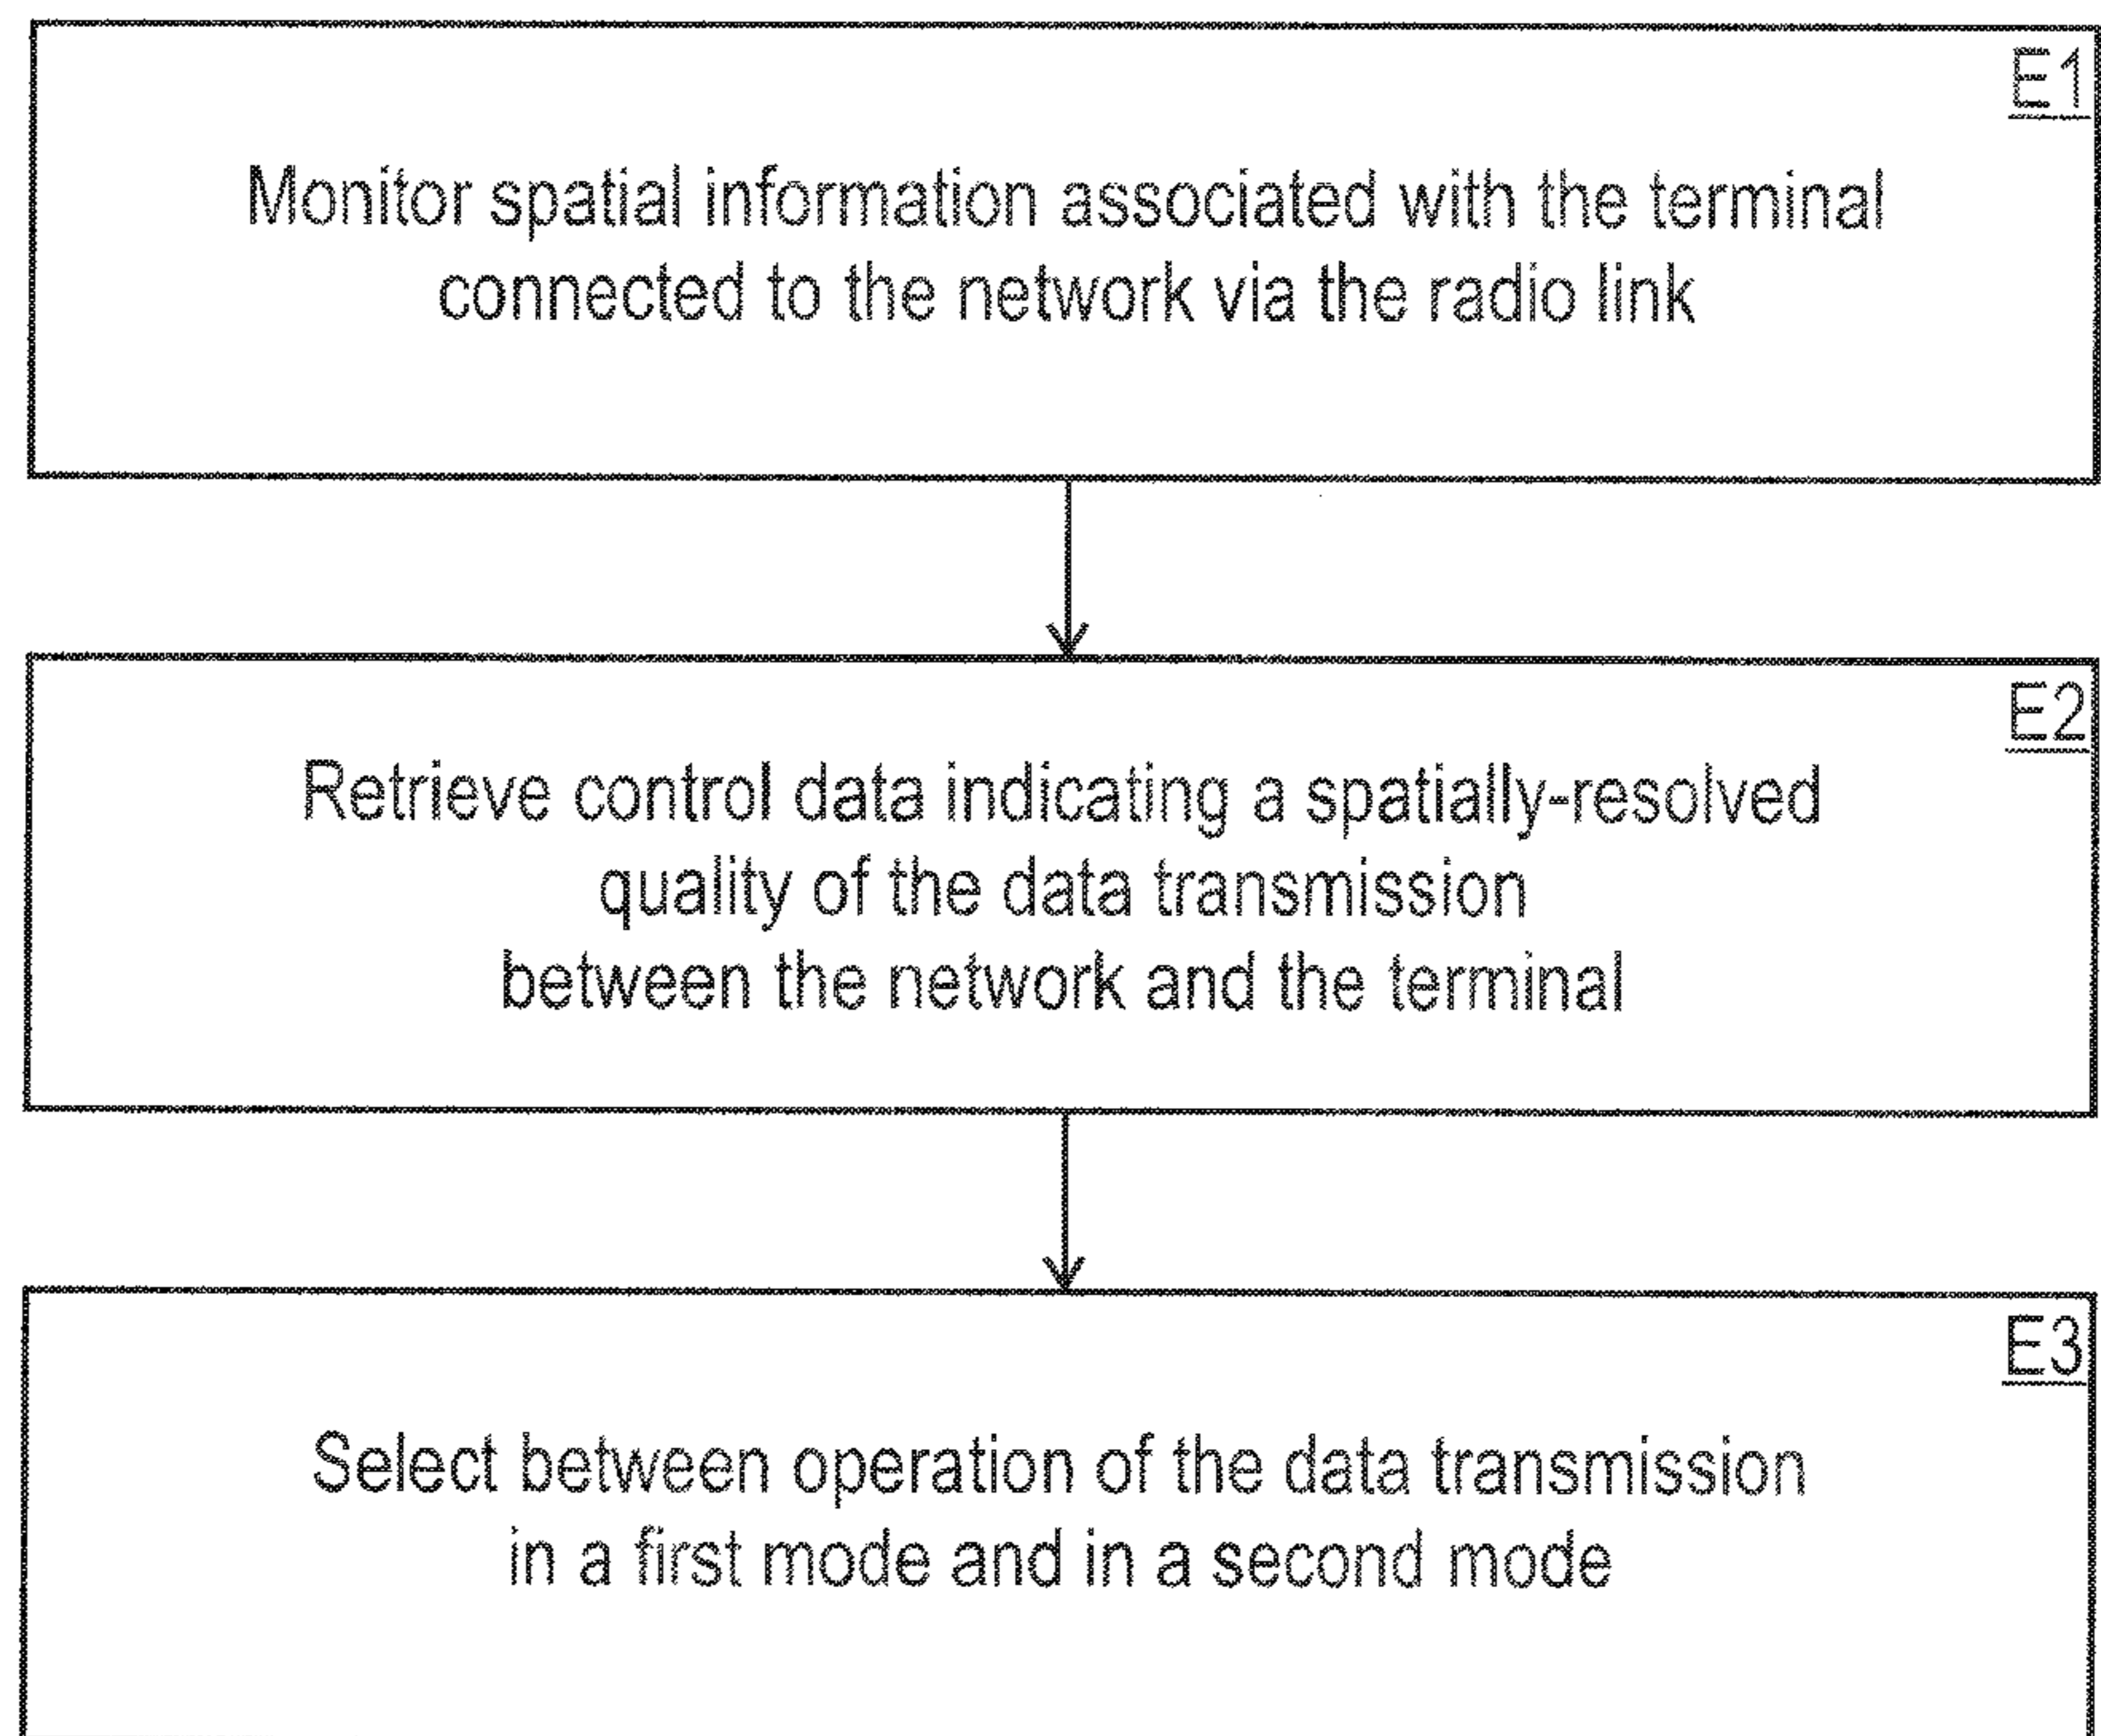 E1
Monitor spatial information associated with the terminal
connected to the network via the radio link
E2
Retrieve control data indicating a spatially-resolved
quality of the data transmission
between the network and the terminal
E3
Select between operation of the data transmission
in a first mode and in a second mode